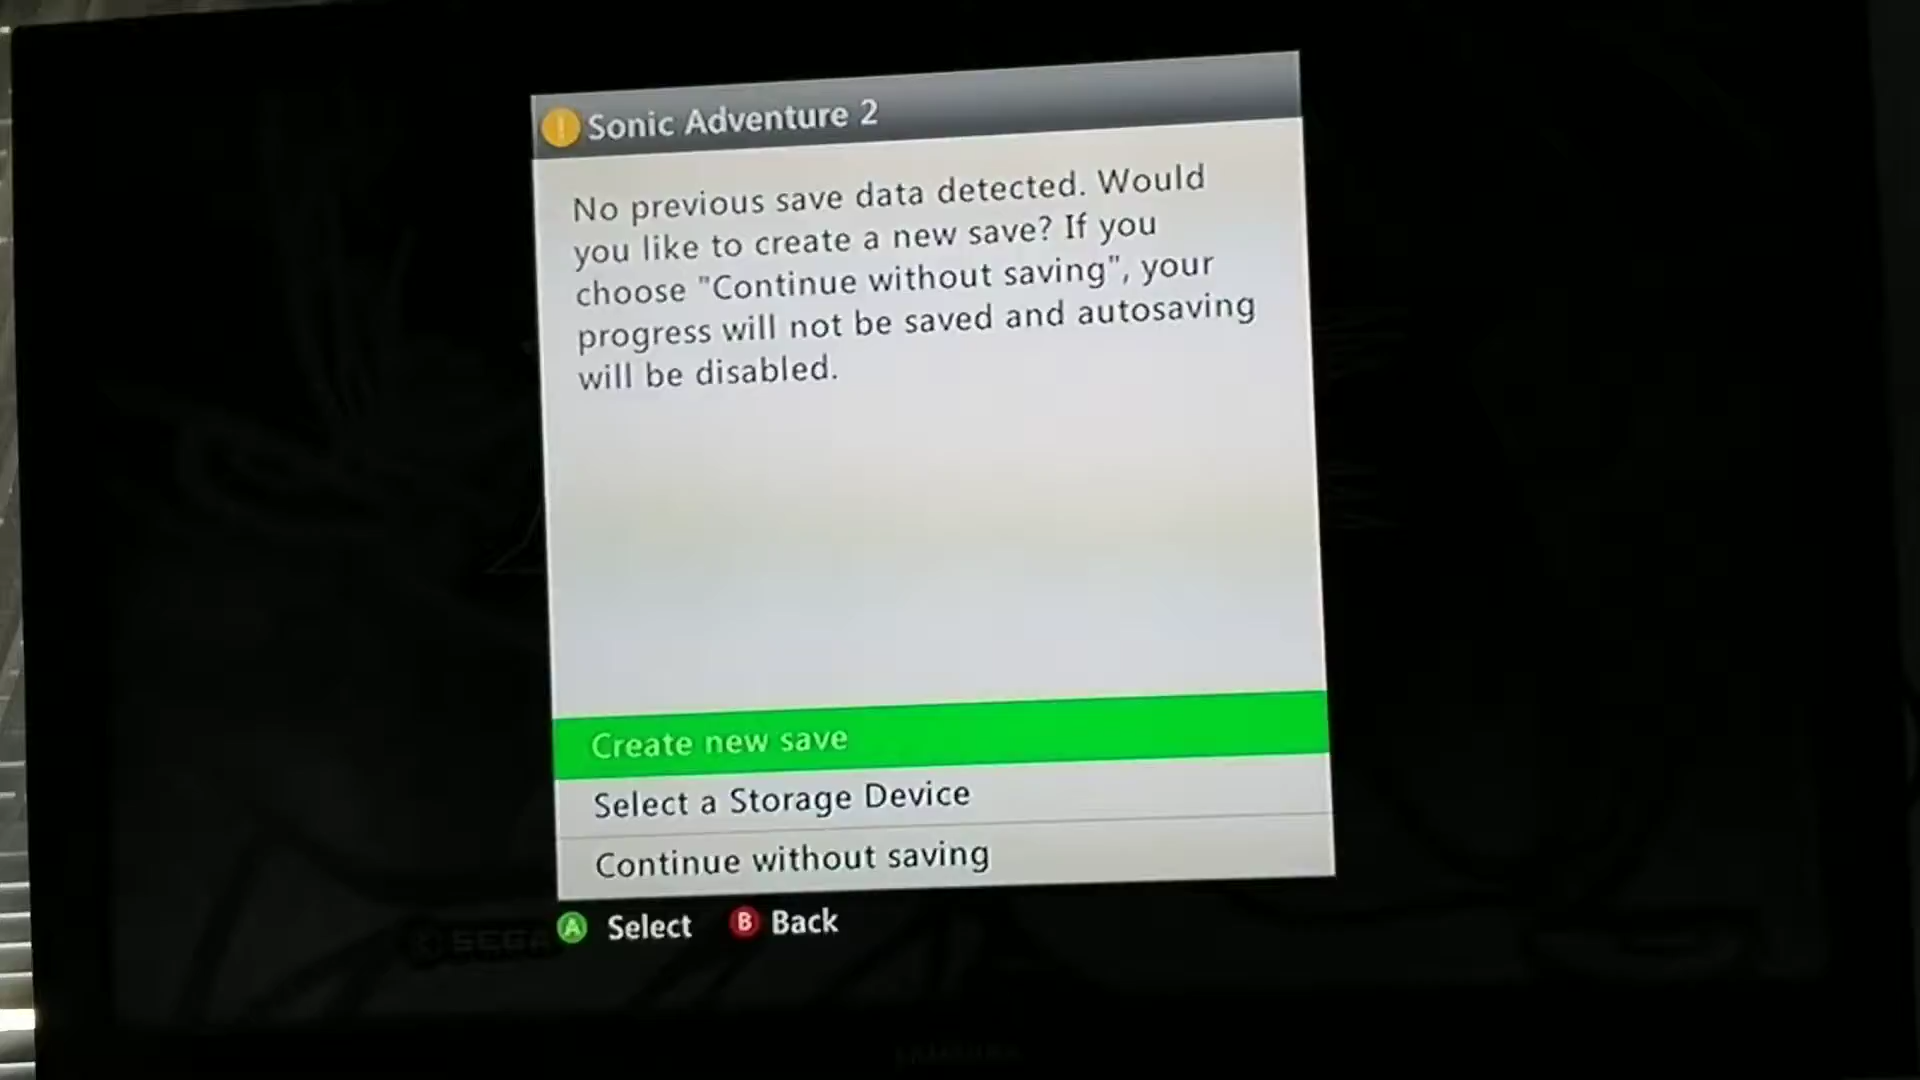 Sonic Adventure 2
No previous save data detected. Would
you like to create a new save? If you
choose "Continue without saving", your
progress will not be saved and autosaving
will be disabled.
Create new save
Select a Storage Device
Continue without saving
A Select B Back
SEGA
SAMSUNG